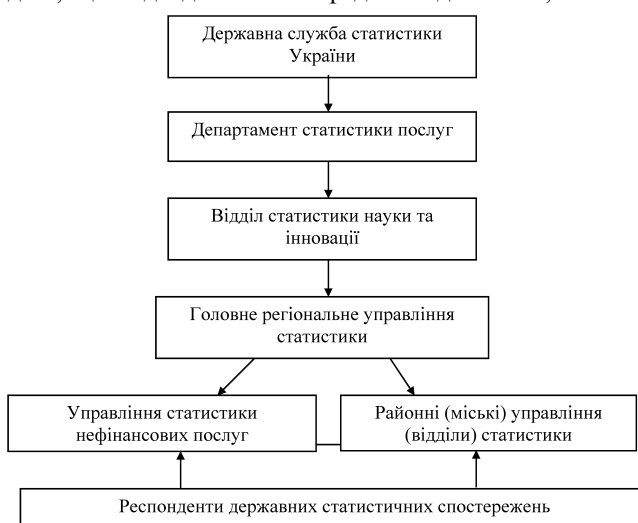 Державна служба статистики
України
Департамент статистики послуг
Відділ статистики науки та
інновації
Головне регіональне управління
статистики
Управління статистики
нефінансових послуг
Районні (міські) управління
(відділи) статистики
Респонденти державних статистичних спостережень